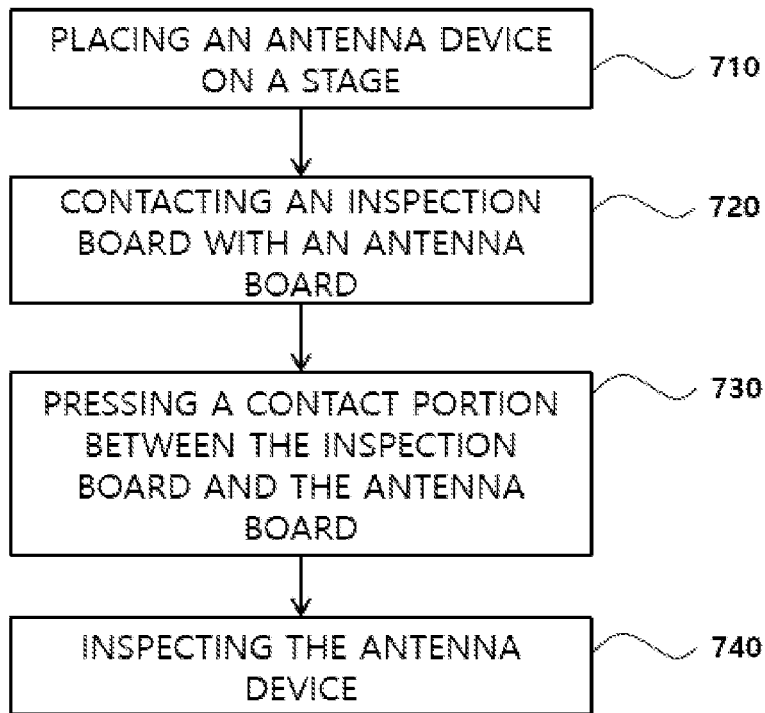 PLACING AN ANTENNA DEVICE
ON A STAGE
710
CONTACTING AN INSPECTION
BOARD WITH AN ANTENNA
BOARD
720
PRESSING A CONTACT PORTION
BETWEEN THE INSPECTION
BOARD AND THE ANTENNA
BOARD
730
INSPECTING THE ANTENNA
DEVICE
740